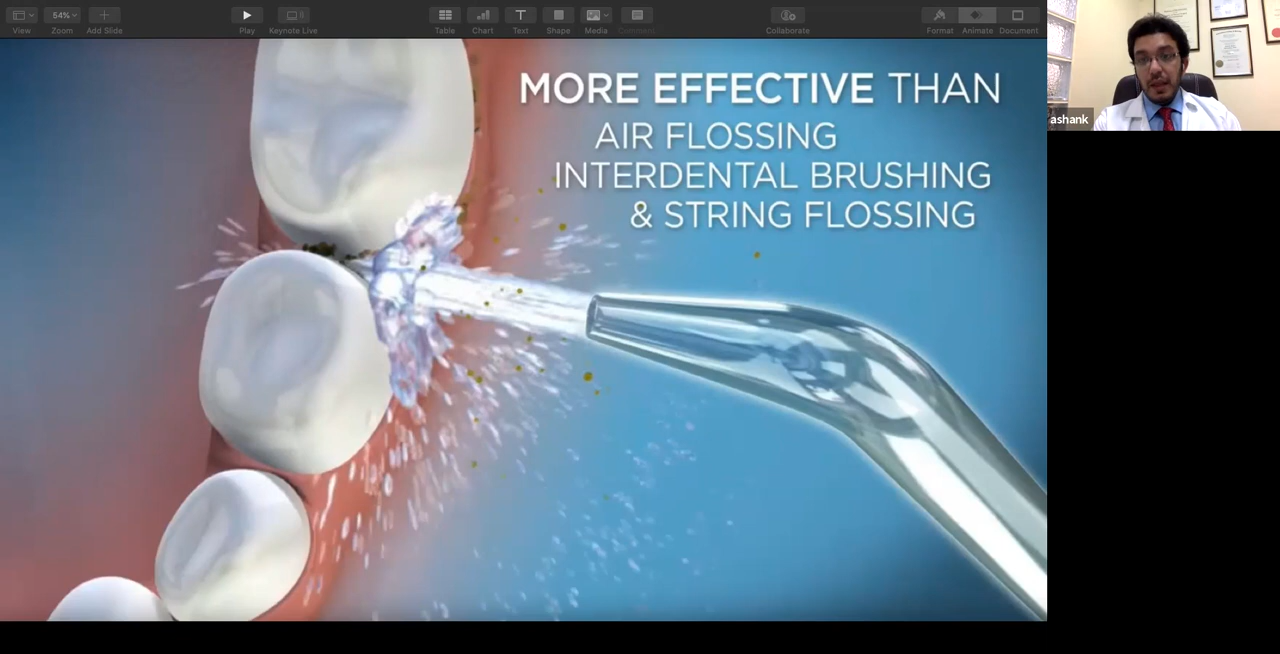 View
54%
Zoom
Add Slide
Play
Keynote Live
Table
Chart
Text
Shape
Media
Comment
Collaborate
Format
Animate
Document
MORE EFFECTIVE THAN
AIR FLOSSING
INTERDENTAL BRUSHING
& STRING FLOSSING
ashank